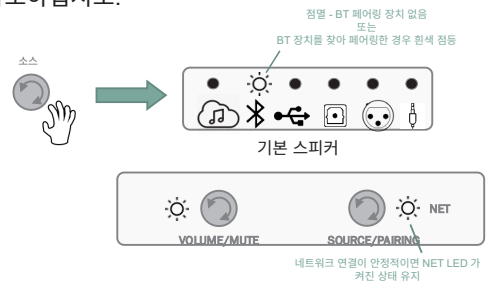 점멸 - BT 페어링 장치 없음
또는
BT 장치를 찾아 페어링한 경우 흰색 점등
소스
기본 스피커
VOLUME/MUTE
SOURCE/PAIRING
NET
네트워크 연결이 안정적이면 NET LED 가
켜진 상태 유지